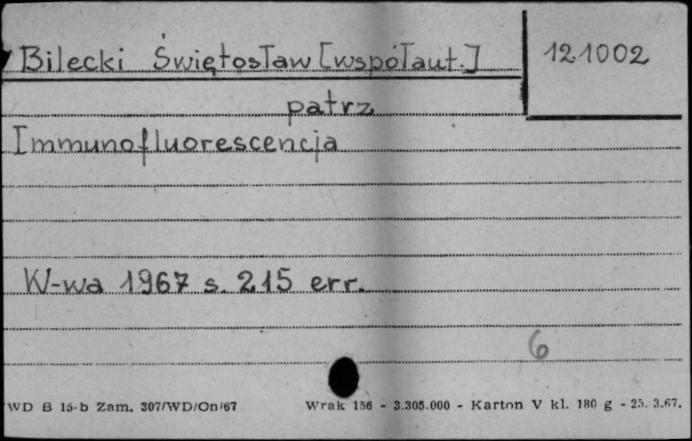 Bilecki Świętosław [współaut.] 121002
patrz
Immunofluorescencja
W-wa 1967 s. 215 err.
6
WD B 15-b Zam. 307/WD/On/67 Wrak 156 - 3.305.000 - Karton V kl. 180 g - 25. 3.67.